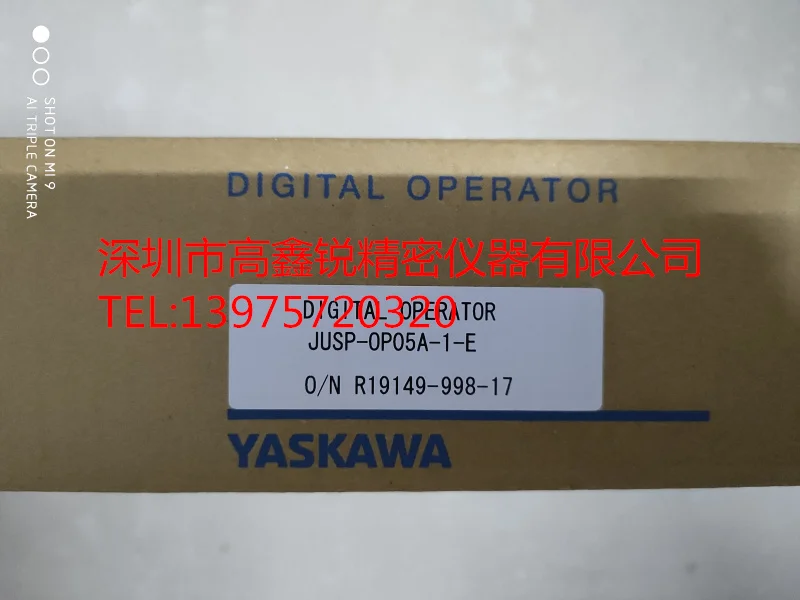 SHOT ON MI 9
AI TRIPLE CAMERA
DIGITAL OPERATOR
深圳市高鑫锐精密仪器有限公司
TEL:13975720320
DIGITAL OPERATOR
JUSP-OP05A-1-E
O/N R19149-998-17
YASKAWA